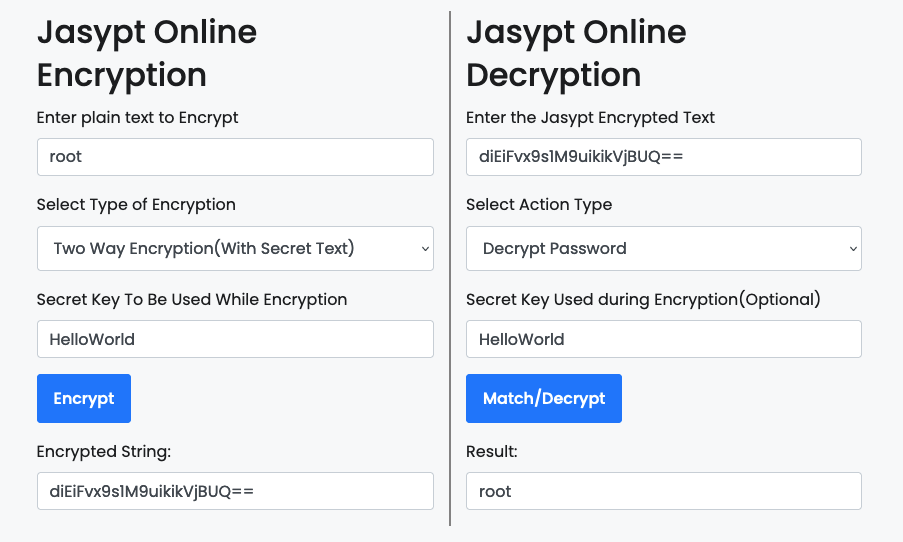 Jasypt Online
Encryption
Enter plain text to Encrypt
root
Select Type of Encryption
Two Way Encryption(With Secret Text)
Secret Key To Be Used While Encryption
HelloWorld
Encrypt
Encrypted String:
diEiFvx9s1M9uikikVjBUQ==
Jasypt Online
Decryption
Enter the Jasypt Encrypted Text
diEiFvx9s1M9uikikVjBUQ==
Select Action Type
Decrypt Password
Secret Key Used during Encryption(Optional)
HelloWorld
Match/Decrypt
Result:
root